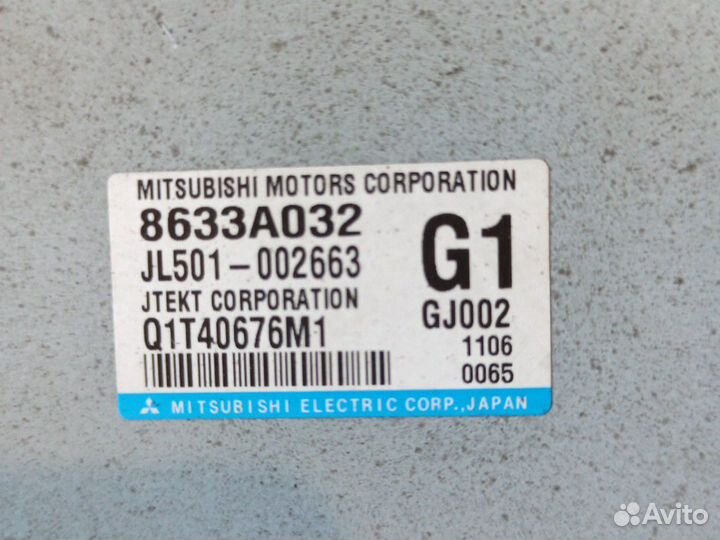 MITSUBISHI MOTORS CORPORATION
8633A032
G1
JL501-002663
JTEKT CORPORATION
GJ002
Q1T40676M1
1106
0065
MITSUBISHI ELECTRIC CORP.,JAPAN
Avito